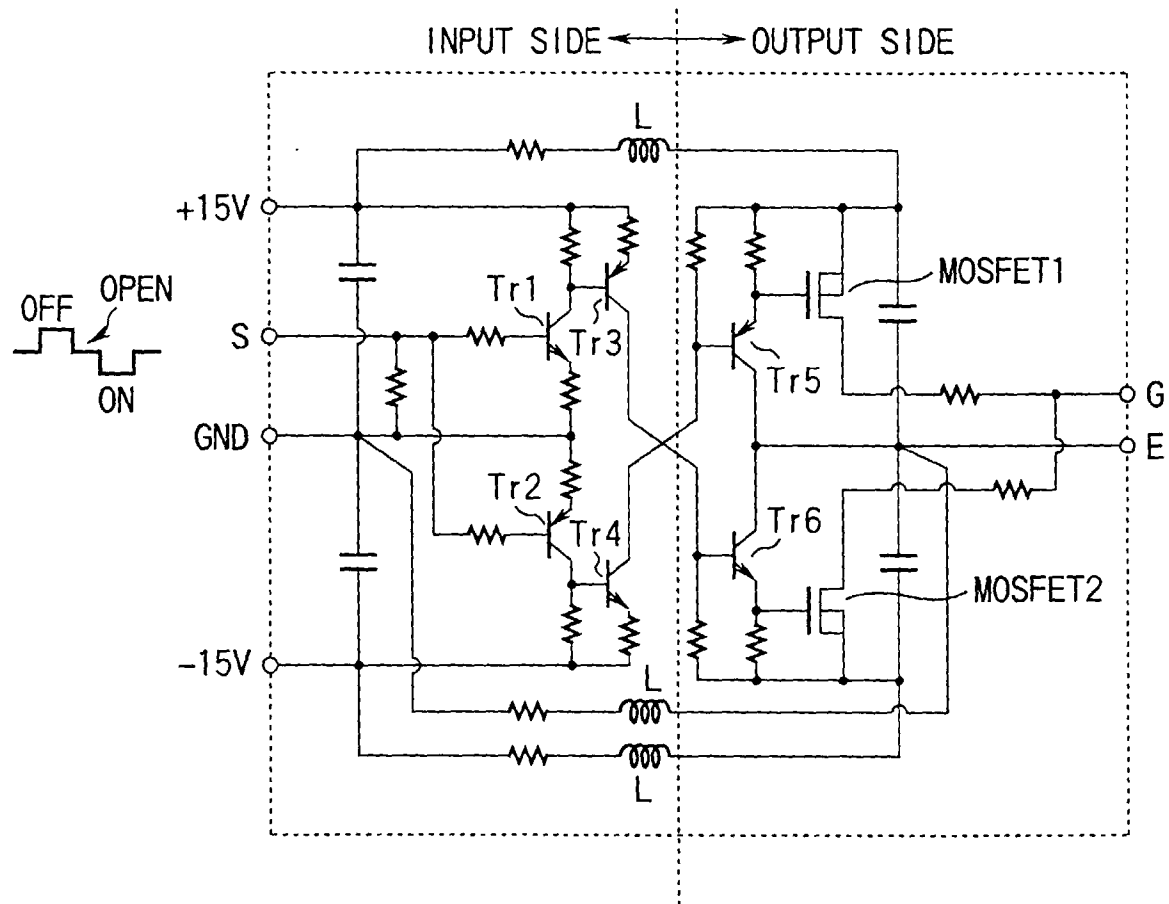 INPUT SIDE
OUTPUT SIDE
L
+15V
MOSFET1
OPEN
OFF
Tr1
S
Tr3
Tr5
ON
G
GND
E
Tr2
Tr4
Tr6
MOSFET2
-15V
L
L